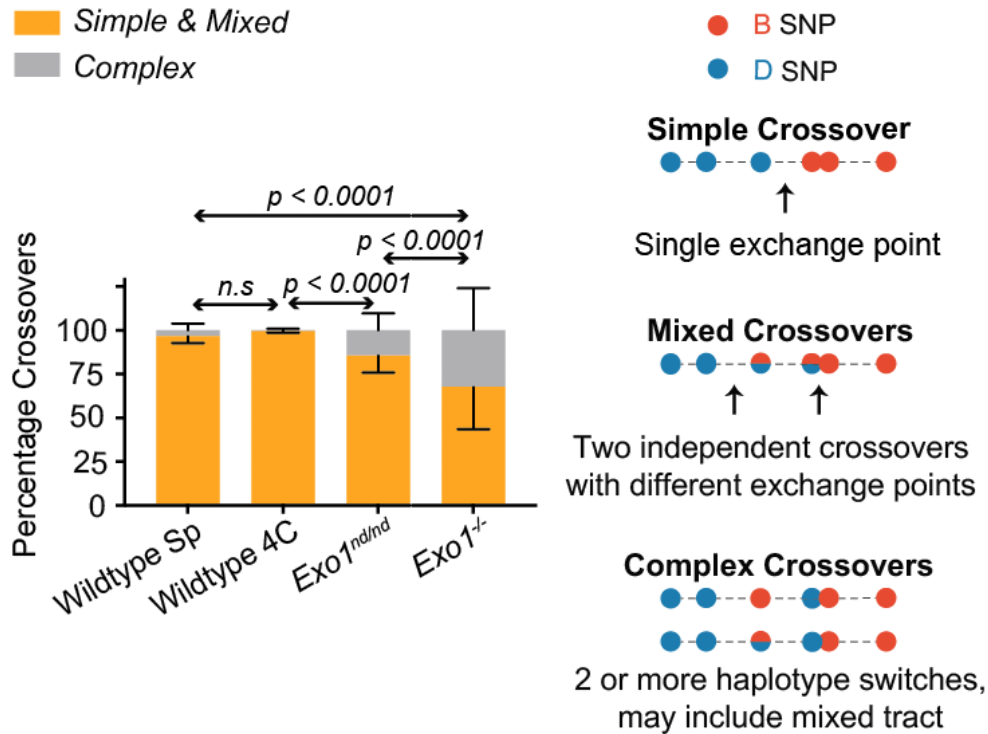 Simple & Mixed
Complex
p < 0.0001
p < 0.0001
n.s
p < 0.0001
Percentage Crossovers
100
75
50
25
0
Wildtype Sp
Wildtype 4C
Exo1nd/nd
Exo1-/-
B SNP
D SNP
Simple Crossover
Single exchange point
Mixed Crossovers
Two independent crossovers
with different exchange points
Complex Crossovers
2 or more haplotype switches,
may include mixed tract